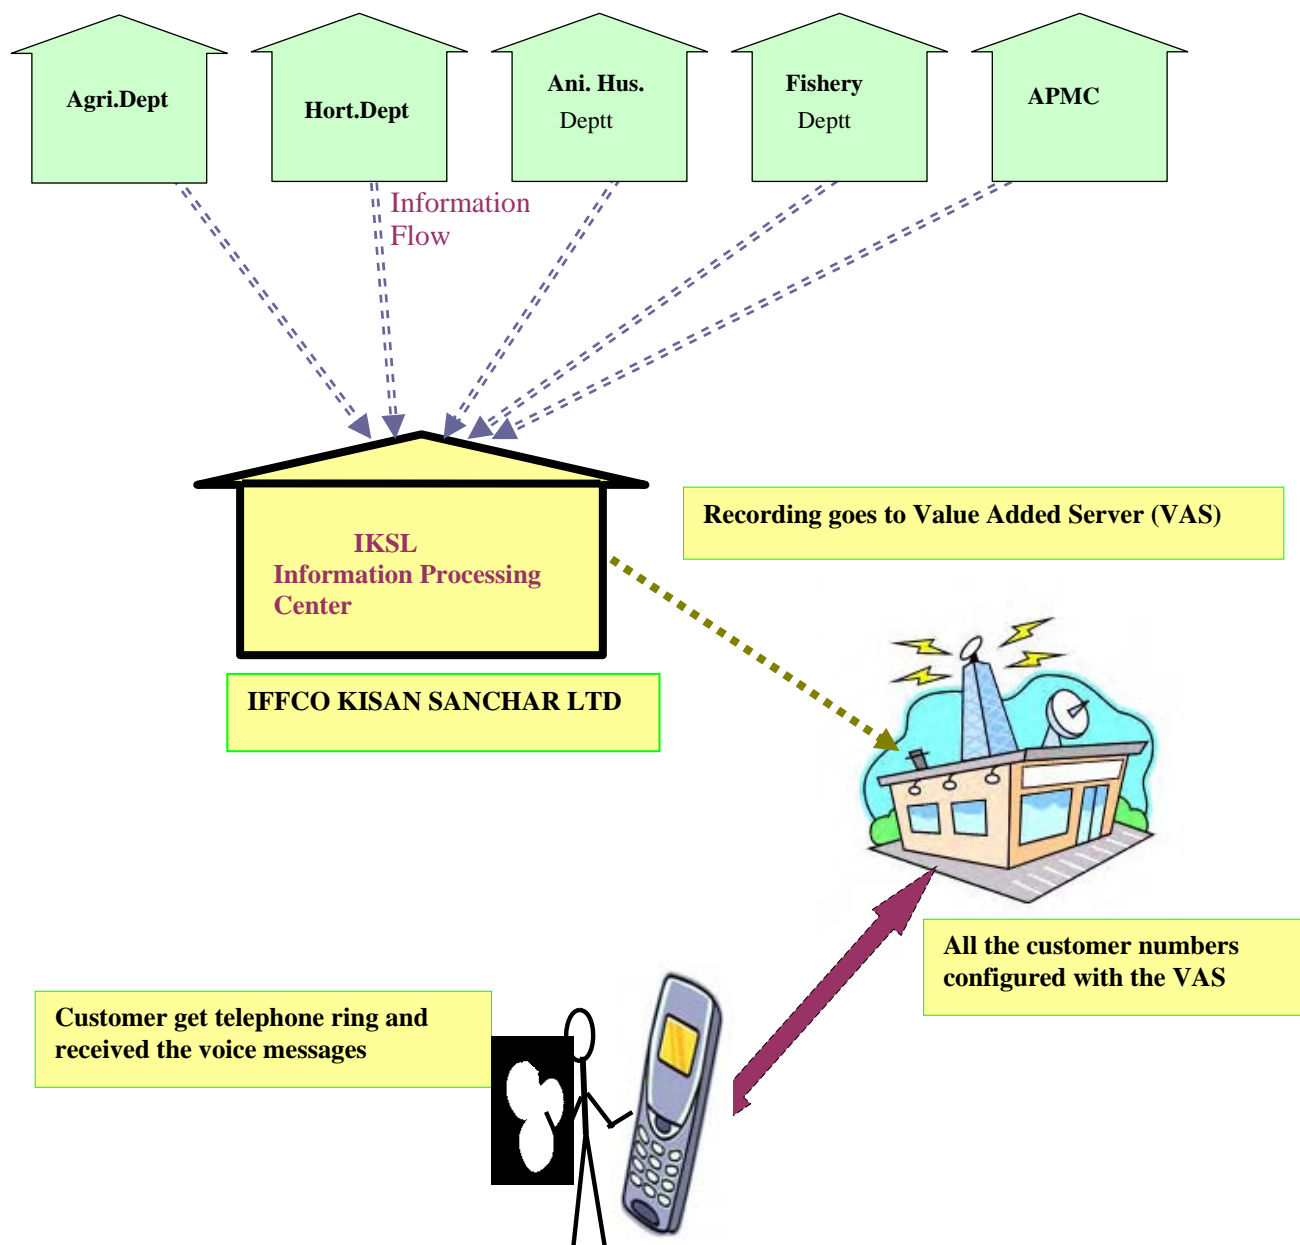 Agri.Dept
Hort.Dept
Ani. Hus.
Deptt
Fishery
Deptt
APMC
Information
Flow
IKSL
Information Processing
Center
Recording goes to Value Added Server (VAS)
IFFCO KISAN SANCHAR LTD
All the customer numbers
configured with the VAS
Customer get telephone ring and
received the voice messages